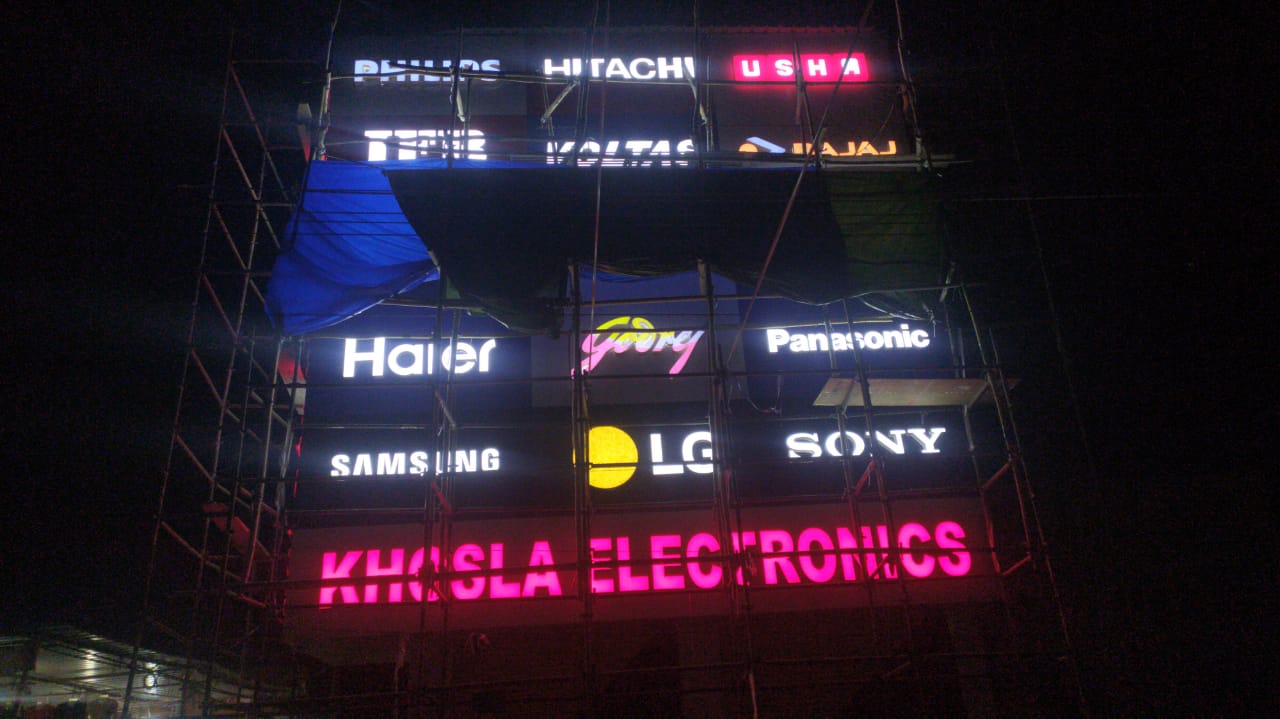 PHILIPS HITACHI USHA
VOLTAS BAJAJ
Haier Godrej Panasonic
SAMSUNG LG SONY
KHOSLA ELECTRONICS